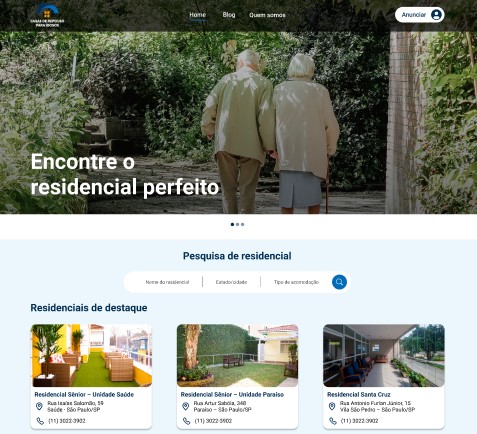 CASAS DE REPOUSO
PARA IDOSOS
Home
Blog
Quem somos
Anunciar
Encontre o
residencial perfeito
Pesquisa de residencial
Nome do residencial
Estado/cidade
Tipo de acomodação
Residenciais de destaque
Residencial Sênior – Unidade Saúde
Rua Isaías Salomão, 59
Saúde - São Paulo/SP
(11) 3022-3902
Residencial Sênior – Unidade Paraíso
Rua Artur Sabóia, 348
Paraíso – São Paulo/SP
(11) 3022-3902
Residencial Santa Cruz
Rua Antonio Furlan Júnior, 15
Vila São Pedro – São Paulo/SP
(11) 3022-3902